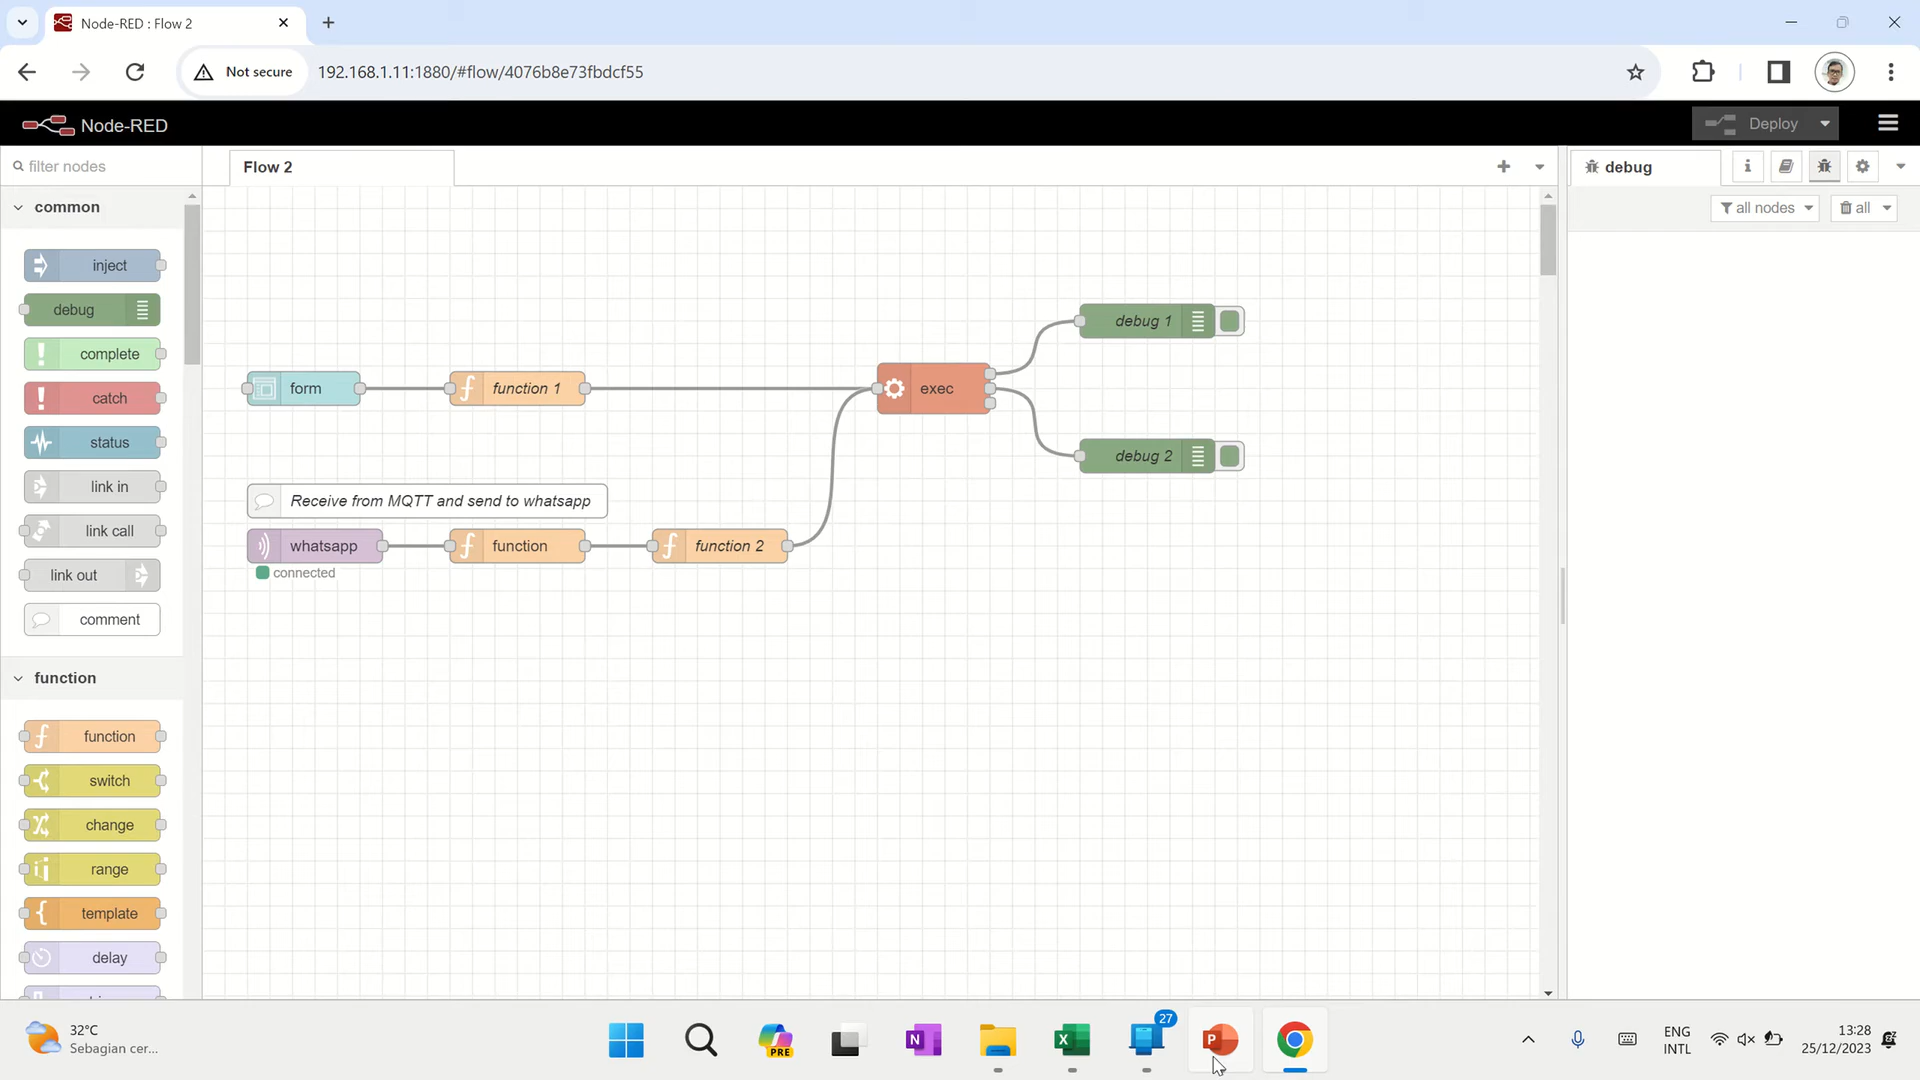 Node-RED : Flow 2
Not secure
192.168.1.11:1880/#flow/4076b8e73fbdcf55
Node-RED
Deploy
filter nodes
Flow 2
debug
i
all nodes
all
common
inject
debug
complete
catch
status
link in
link call
link out
comment
function
function
switch
change
range
template
delay
debug 1
form
function 1
exec
debug 2
Receive from MQTT and send to whatsapp
whatsapp
function
function 2
connected
32°C
Sebagian cer...
PRE
N
X
27
P
ENG
INTL
13:28
25/12/2023